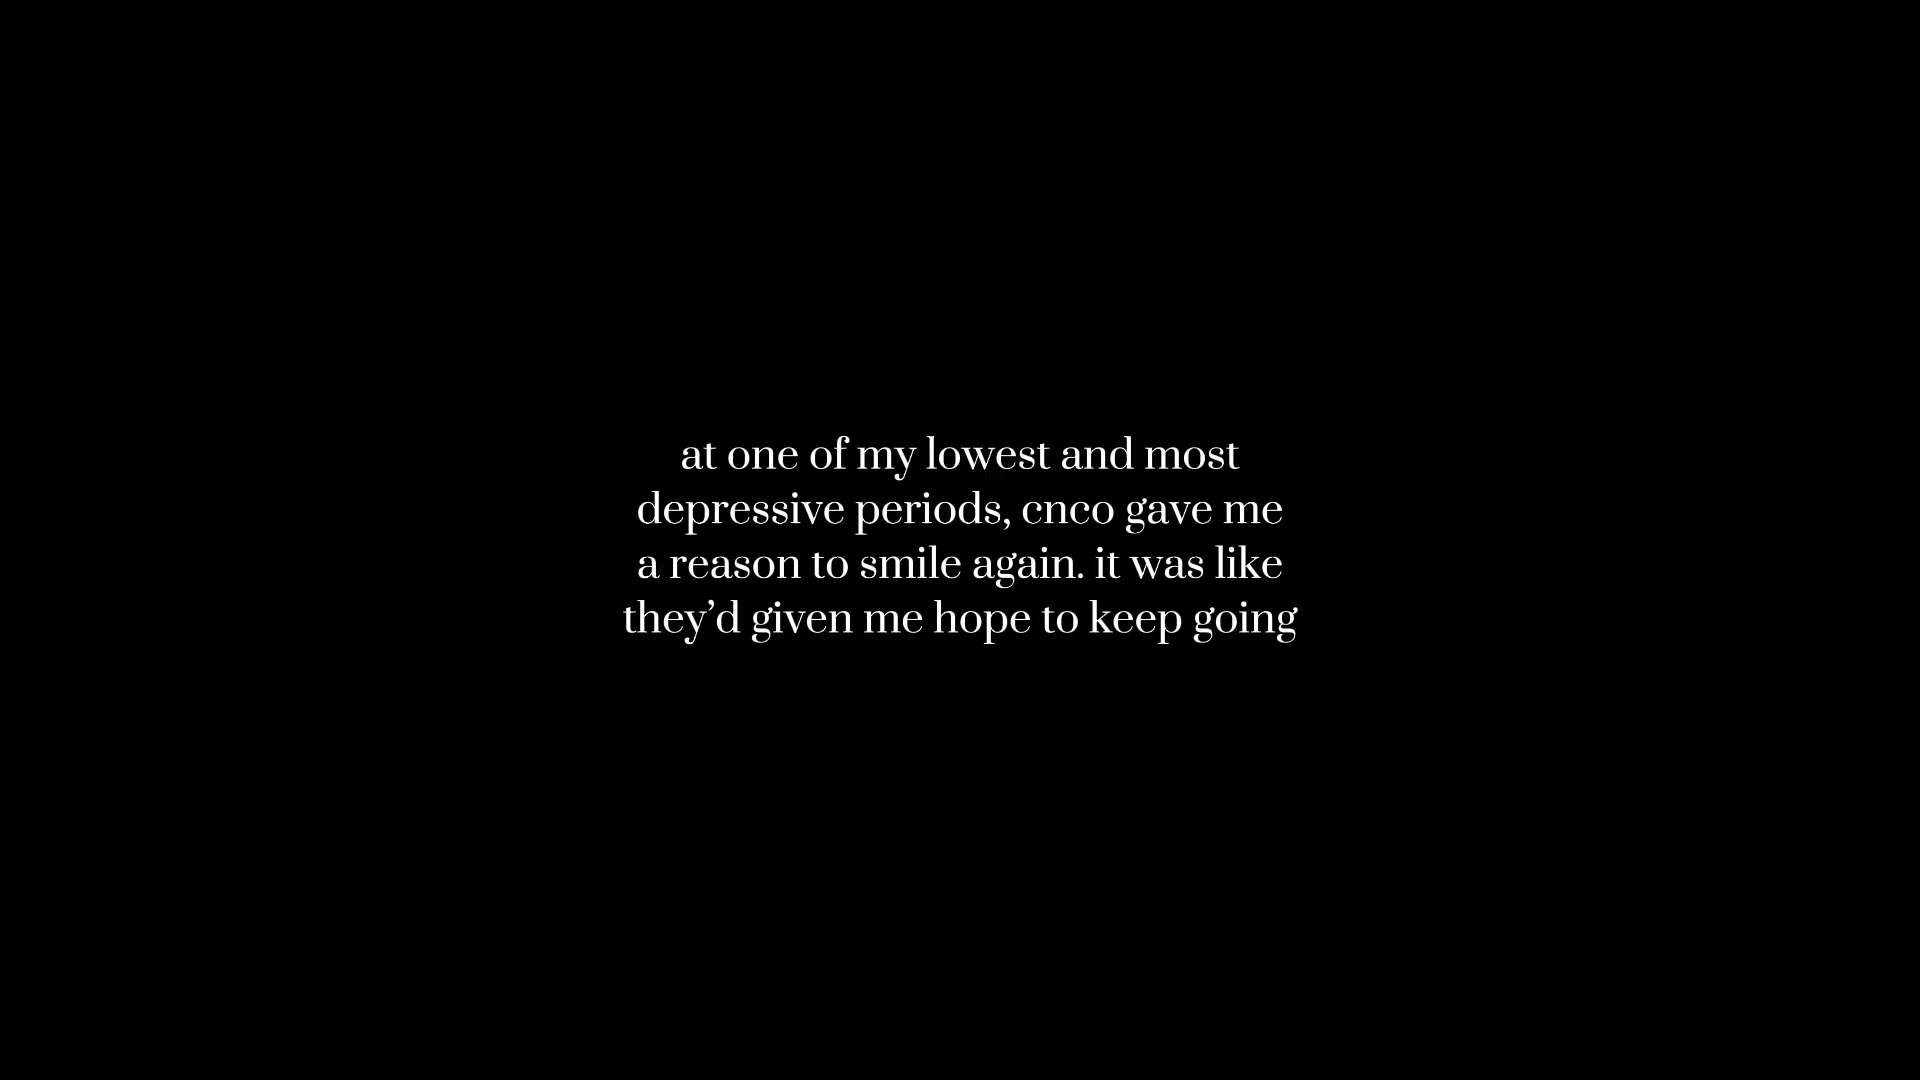 at one of my lowest and most
depressive periods, cnco gave me
a reason to smile again. it was like
they’d given me hope to keep going